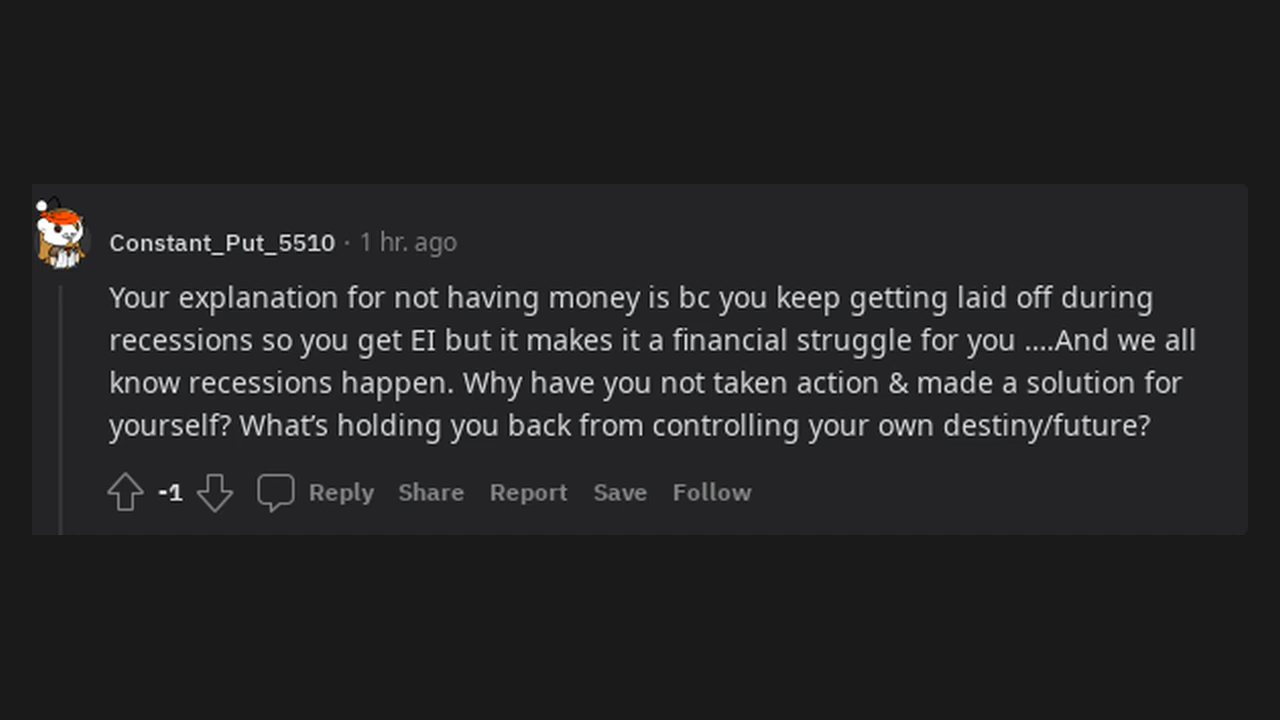 Constant_Put_5510 · 1 hr. ago
Your explanation for not having money is bc you keep getting laid off during
recessions so you get EI but it makes it a financial struggle for you ....And we all
know recessions happen. Why have you not taken action & made a solution for
yourself? What’s holding you back from controlling your own destiny/future?
-1 Reply Share Report Save Follow